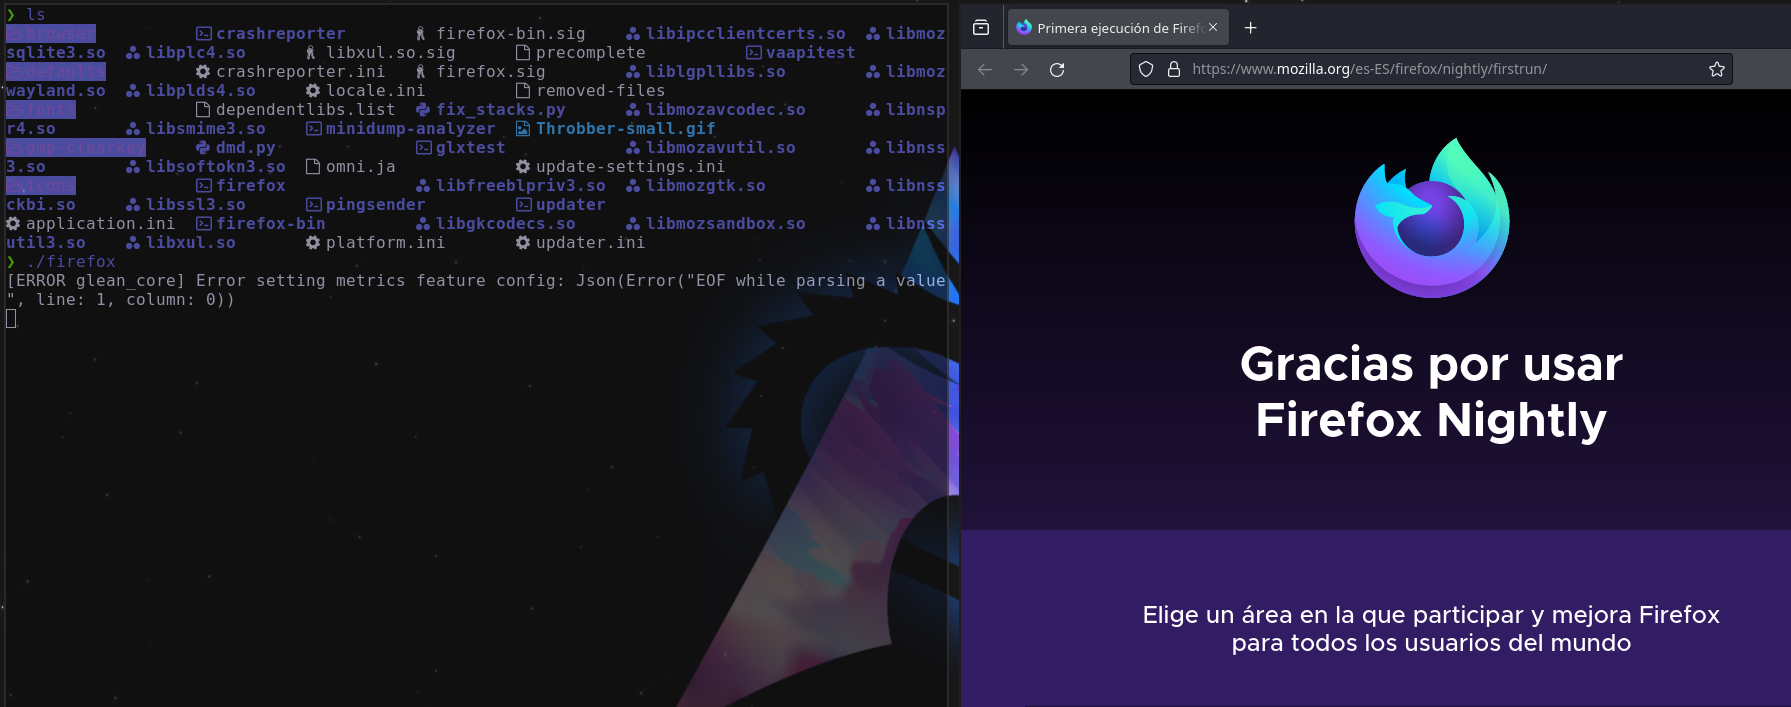 ❯ ls
browser crashreporter firefox-bin.sig libipcclientcerts.so libmoz
sqlite3.so libplc4.so libxul.so.sig precomplete vaapitest
defaults crashreporter.ini firefox.sig liblgpllibs.so libmoz
wayland.so libplds4.so locale.ini removed-files
fonts dependentlibs.list fix_stacks.py libmozavcodec.so libnsp
r4.so libsmime3.so minidump-analyzer Throbber-small.gif
gmp-clearkey dmd.py glxtest libmozavutil.so libnss
3.so libsoftokn3.so omni.ja update-settings.ini
icons firefox libfreeblpriv3.so libmozgtk.so libnss
ckbi.so libssl3.so pingsender updater
application.ini firefox-bin libgkcodecs.so libmozsandbox.so libnss
util3.so libxul.so platform.ini updater.ini
❯ ./firefox
[ERROR glean_core] Error setting metrics feature config: Json(Error("EOF while parsing a value
", line: 1, column: 0))
Primera ejecución de Firef
https://www.mozilla.org/es-ES/firefox/nightly/firstrun/
Gracias por usar
Firefox Nightly
Elige un área en la que participar y mejora Firefox
para todos los usuarios del mundo